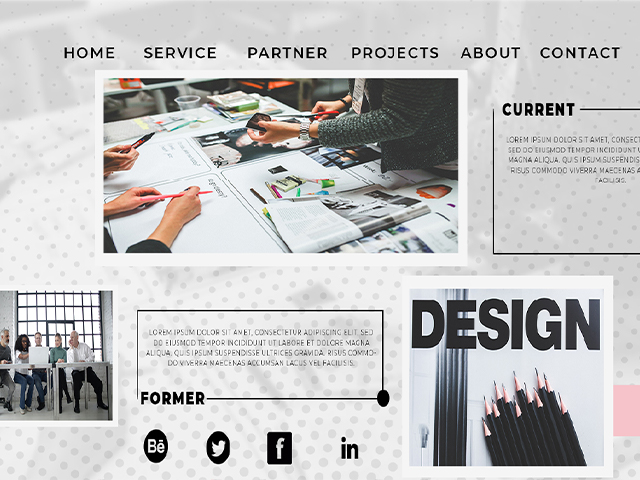 HOME SERVICE PARTNER PROJECTS ABOUT CONTACT
CURRENT
LOREM IPSUM DOLOR SIT AMET, CONSECT
SED DO EIUSMOD TEMPOR INCIDIDUNT U
MAGNA ALIQUA. QUIS IPSUM SUSPENDIS
RISUS COMMODO VIVERRA MAECENAS A
FACILISIS.
LOREM IPSUM DOLOR SIT AMET, CONSECTETUR ADIPISCING ELIT, SED
DO EIUSMOD TEMPOR INCIDIDUNT UT LABORE ET DOLORE MAGNA
ALIQUA. QUIS IPSUM SUSPENDISSE ULTRICES GRAVIDA. RISUS COMMO-
DO VIVERRA MAECENAS ACCUMSAN LACUS VEL FACILISIS.
FORMER
Bē
f
in
DESIGN